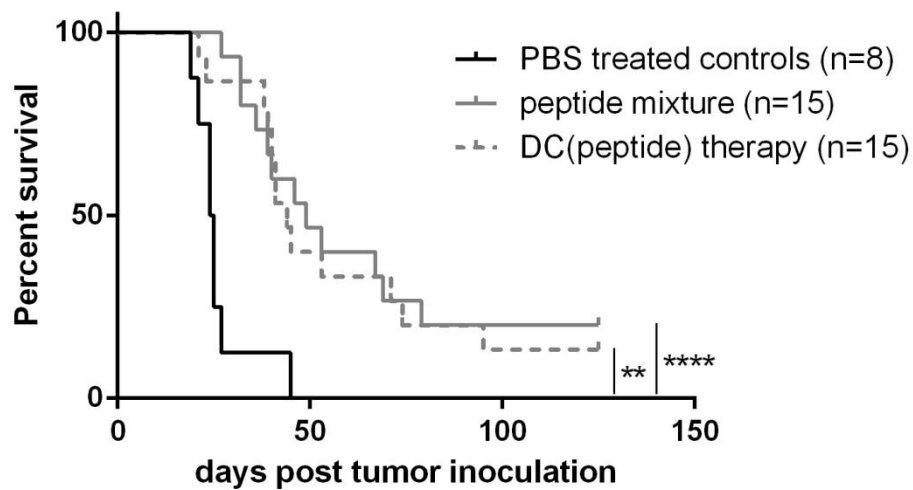 100
50
0
Percent survival
PBS treated controls (n=8)
peptide mixture (n=15)
DC(peptide) therapy (n=15)
**
****
0 50 100 150
days post tumor inoculation